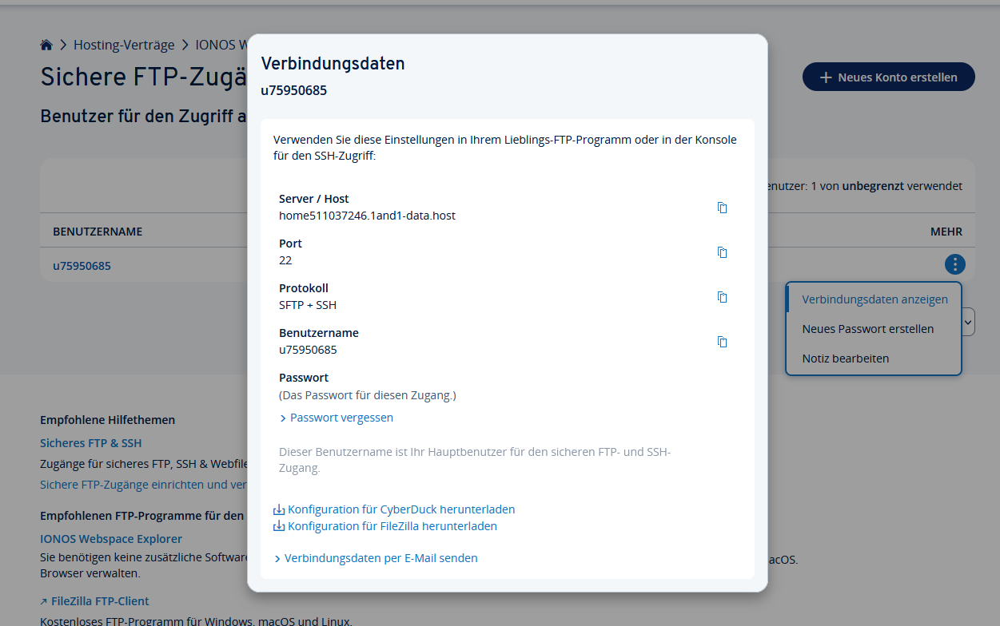 Hosting-Verträge
IONOS W
Sichere FTP-Zugä
Neues Konto erstellen
Benutzer für den Zugriff a
enutzer: 1 von unbegrenzt verwendet
BENUTZERNAME
MEHR
u75950685
Verbindungsdaten anzeigen
Neues Passwort erstellen
Notiz bearbeiten
Verbindungsdaten
u75950685
Verwenden Sie diese Einstellungen in Ihrem Lieblings-FTP-Programm oder in der Konsole
für den SSH-Zugriff:
Server / Host
home511037246.1and1-data.host
Port
22
Protokoll
SFTP + SSH
Benutzername
u75950685
Passwort
(Das Passwort für diesen Zugang.)
Passwort vergessen
Dieser Benutzername ist Ihr Hauptbenutzer für den sicheren FTP- und SSH-
Zugang.
Konfiguration für CyberDuck herunterladen
Konfiguration für FileZilla herunterladen
Verbindungsdaten per E-Mail senden
Empfohlene Hilfethemen
Sicheres FTP & SSH
Zugänge für sicheres FTP, SSH & Webfile
Sichere FTP-Zugänge einrichten und ver
Empfohlenen FTP-Programme für den
IONOS Webspace Explorer
Sie benötigen keine zusätzliche Software
acOS.
Browser verwalten.
FileZilla FTP-Client
Kostenloses FTP-Programm für Windows, macOS und Linux.